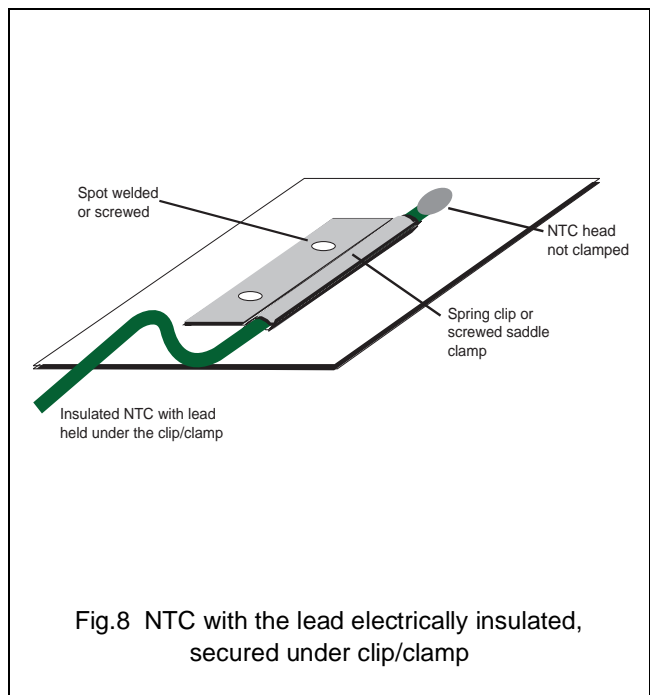 Spot welded
or screwed
NTC head
not clamped
Spring clip or
screwed saddle
clamp
Insulated NTC with lead
held under the clip/clamp
Fig.8 NTC with the lead electrically insulated,
secured under clip/clamp